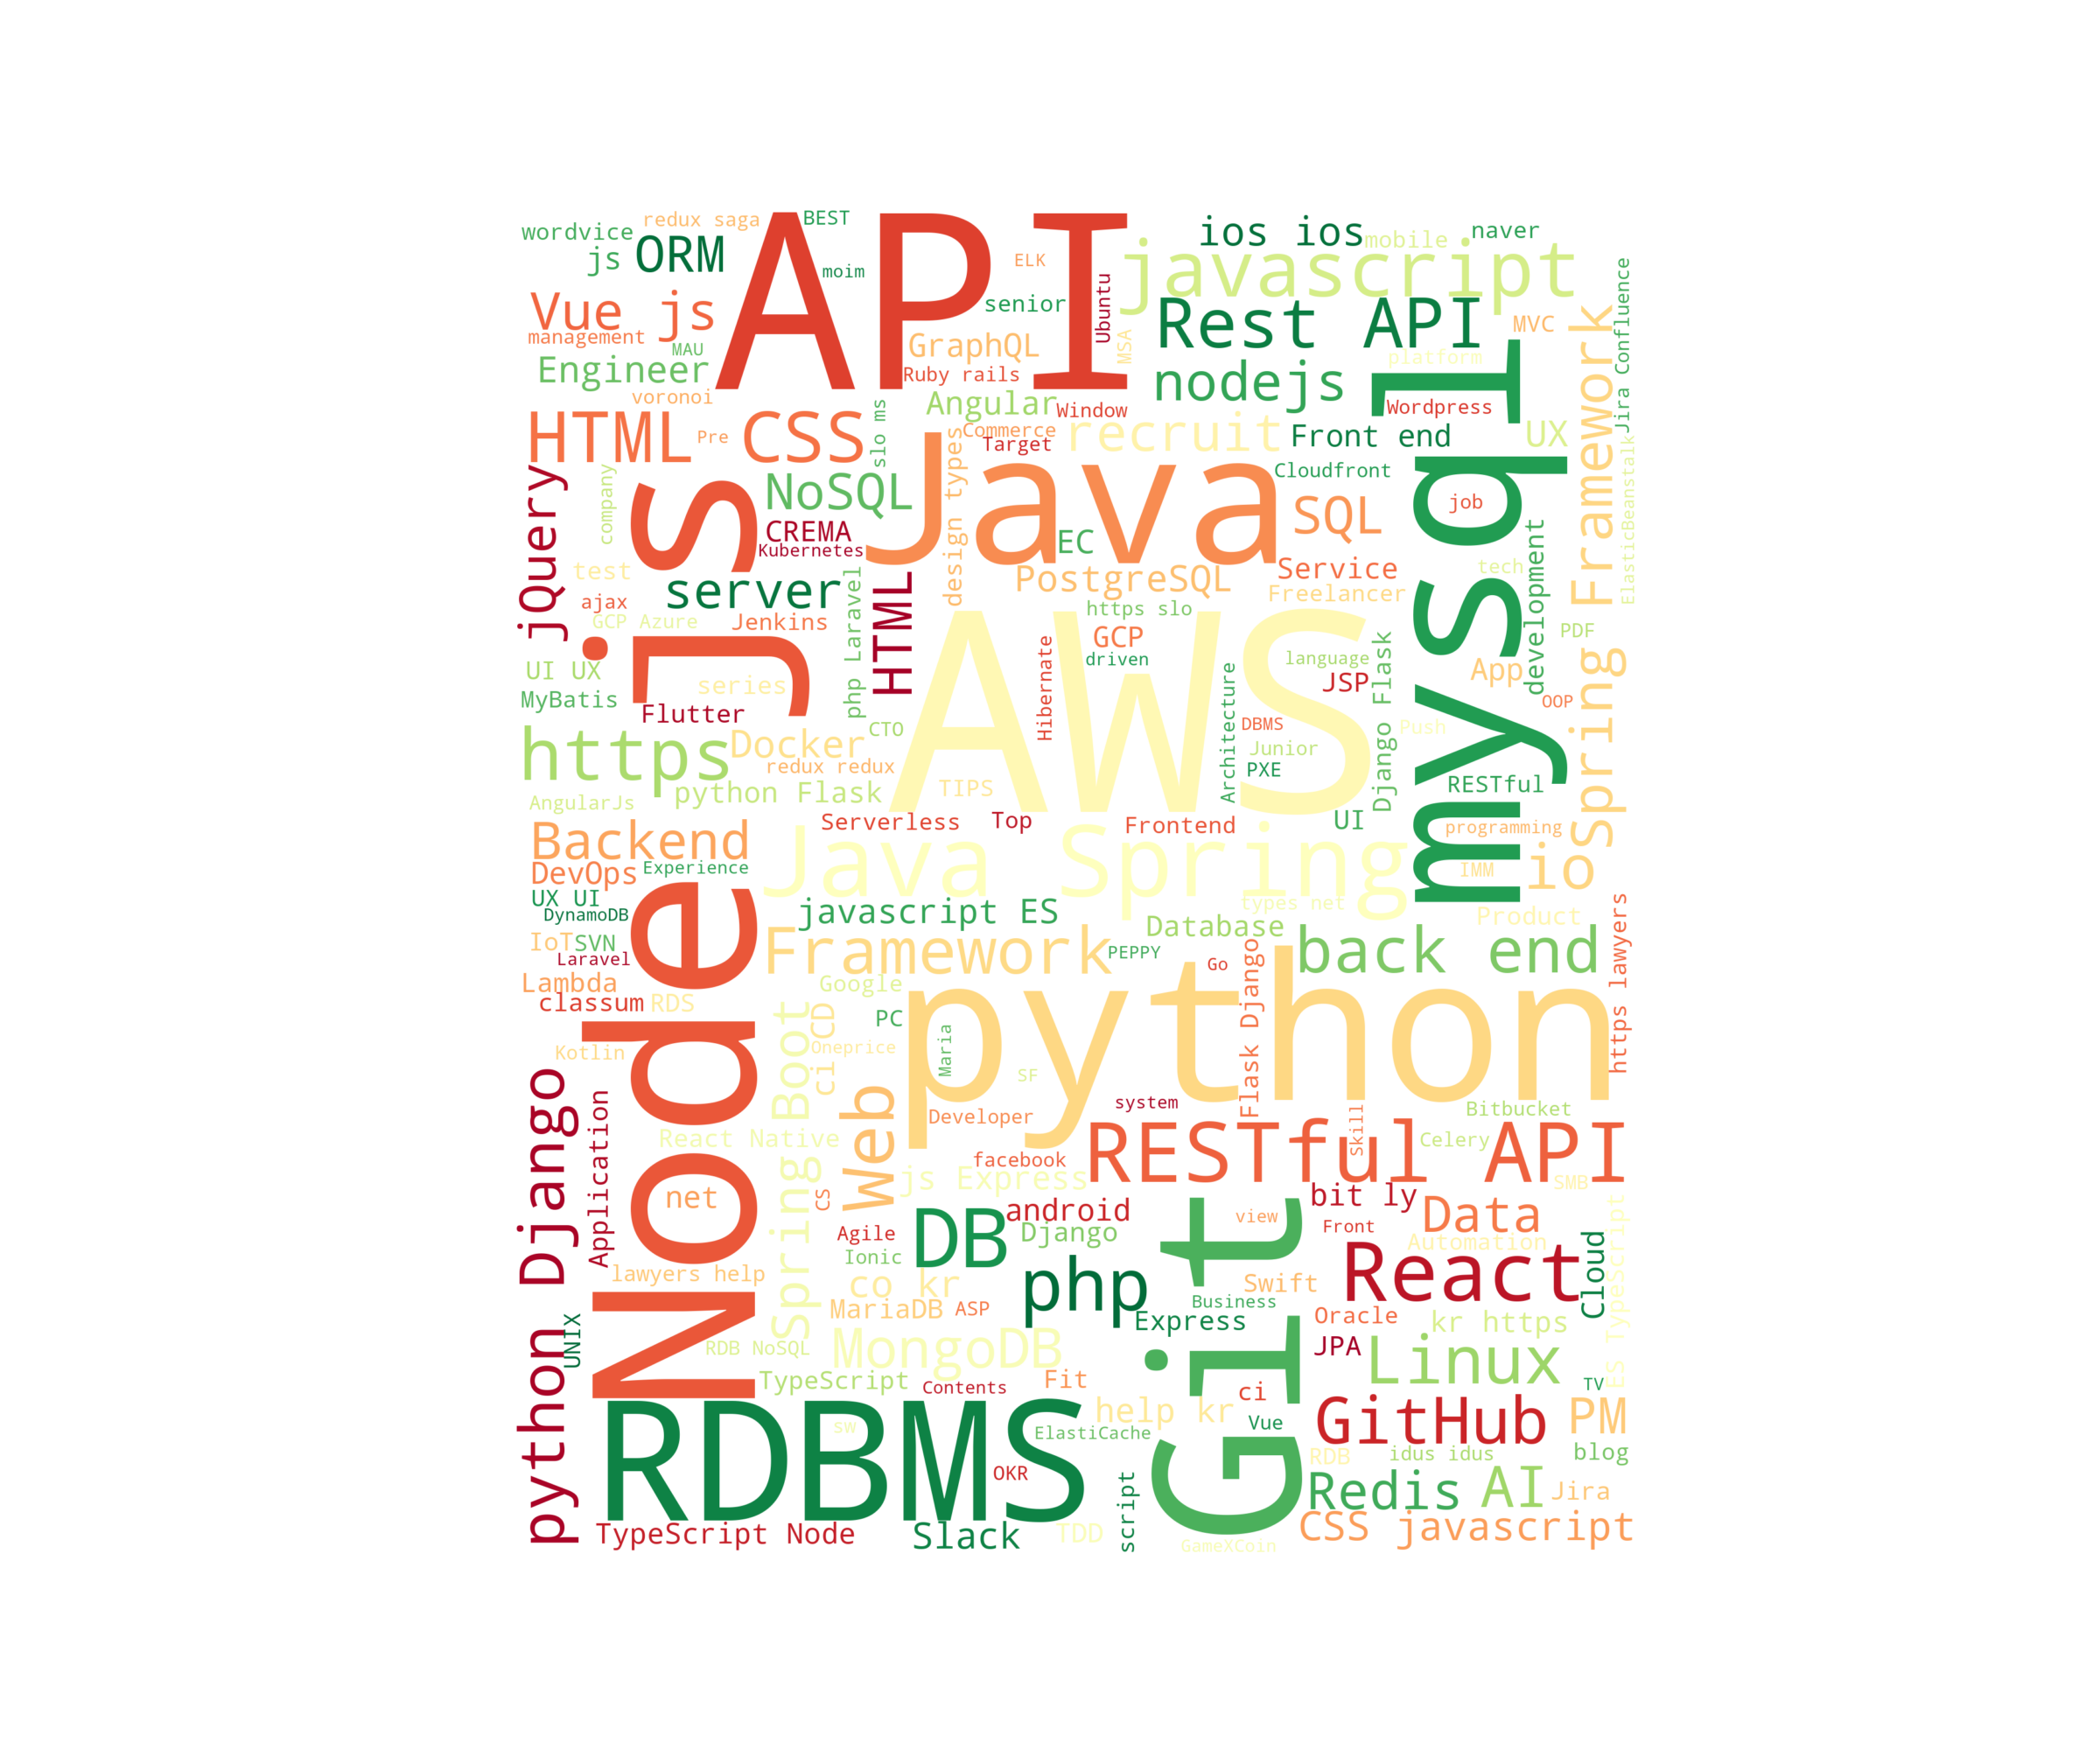 wordvice
redux saga
BEST
API
ios ios
mobile
naver
js
ORM
moim
ELK
javascript
Vue js
senior
Ubuntu
Rest API
MVC
Jira Confluence
management
MAU
GraphQL
MSA
platform
Engineer
Ruby rails
nodejs
mysql
Spring Framework
voronoi
Angular
Window
Wordpress
HTML
Pre
CSS
slo ms
Commerce
Target
recruit
Front end
UX
ElasticBeanstalk
jQuery
company
Node js
NoSQL
design types
Java
Cloudfront
job
CREMA
EC
SQL
Kubernetes
development
test
server
php Laravel
HTML
PostgreSQL
Service
tech
ajax
https slo
Freelancer
GCP Azure
Jenkins
AWS
GCP
Hibernate
driven
language
Django Flask
PDF
UI UX
series
Architecture
JSP
App
MyBatis
Flutter
CTO
DBMS
Push
OOP
https
Docker
Junior
redux redux
PXE
RESTful
AngularJs
python Flask
TIPS
Backend
Serverless
Top
Frontend
UI
programming
DevOps
Experience
Java Spring
io
IMM
UX UI
DynamoDB
javascript ES
types net
Product
https lawyers
IoT
SVN
Database
Laravel
Framework
PEPPY
Go
Flask Django
back end
Lambda
classum
RDS
Google
python
PC
ci CD
Spring Boot
Kotlin
Oneprice
Maria
SF
python Django
Application
Web
Developer
system
skill
Bitbucket
React Native
RESTful API
Celery
facebook
js Express
SMB
net
CS
android
bit ly
Data
ES TypeScript
Agile
DB
Django
Git
view
Front
Automation
Cloud
Ionic
lawyers help
co kr
php
Swift
React
MariaDB
ASP
Business
UNIX
Express
Oracle
kr https
RDB NoSQL
MongoDB
JPA
Linux
TypeScript
Contents
Fit
ci
TV
RDBMS
sw
help kr
Vue
GitHub
PM
ElastiCache
RDB
idus idus
blog
OKR
script
Redis
AI
Jira
TypeScript Node
Slack
TDD
GameXCoin
CSS javascript